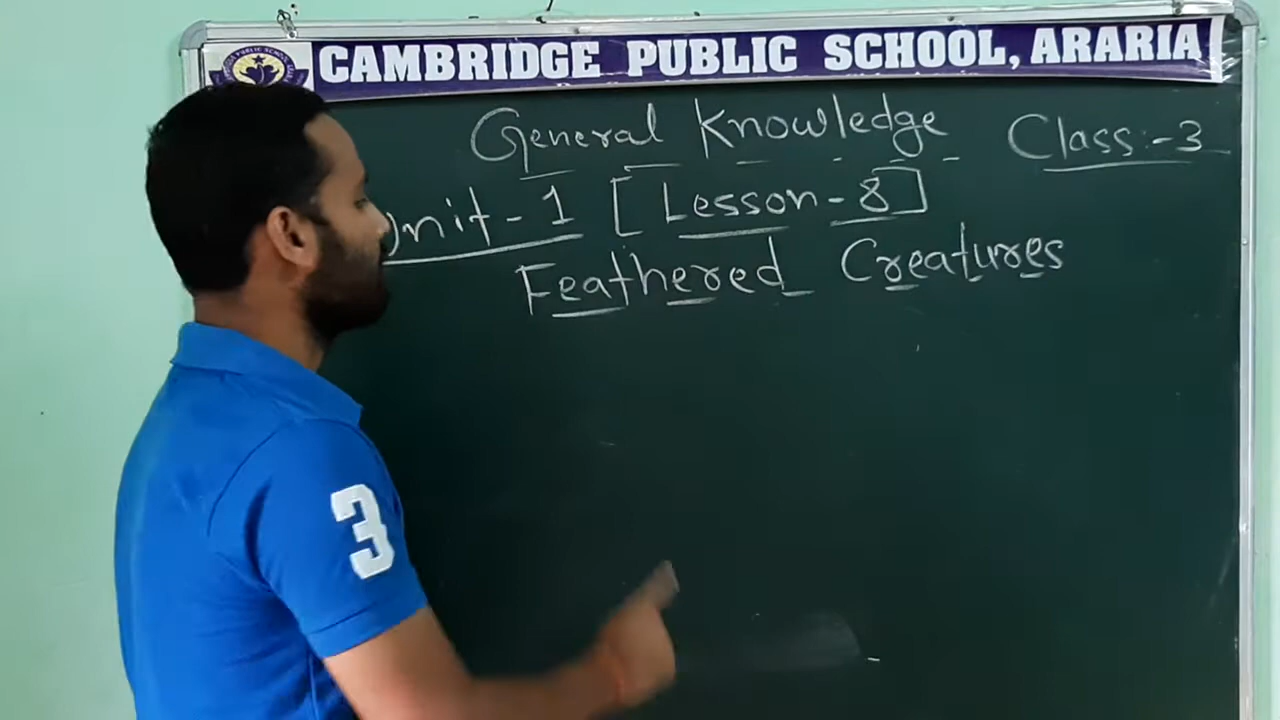 CAMBRIDGE PUBLIC SCHOOL, ARARIA
General Knowledge Class:-3
Unit-1 [Lesson-8]
Feathered Creatures
3